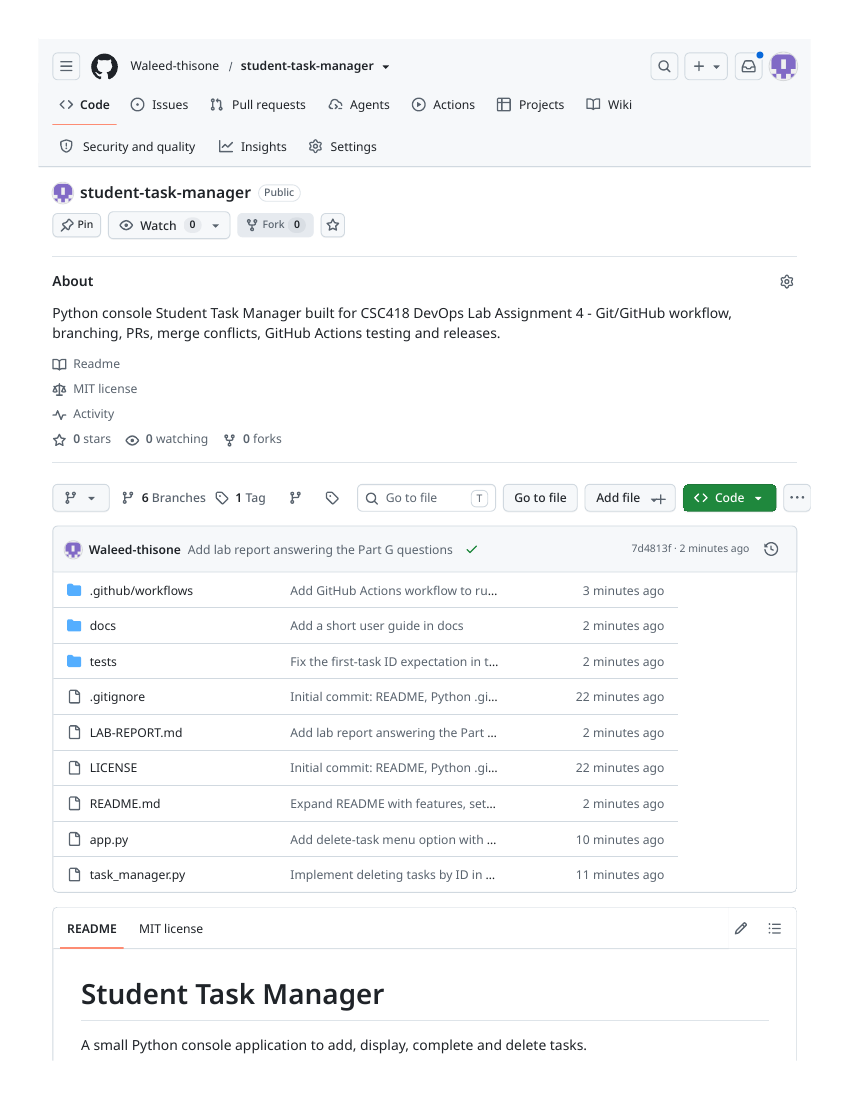 Waleed-thisone / student-task-manager
Code Issues Pull requests Agents Actions Projects Wiki
Security and quality Insights Settings
student-task-manager Public
Pin Watch 0 Fork 0
About
Python console Student Task Manager built for CSC418 DevOps Lab Assignment 4 - Git/GitHub workflow,
branching, PRs, merge conflicts, GitHub Actions testing and releases.
Readme
MIT license
Activity
0 stars 0 watching 0 forks
6 Branches 1 Tag Go to file T Go to file Add file Code
Waleed-thisone Add lab report answering the Part G questions 7d4813f · 2 minutes ago
.github/workflows Add GitHub Actions workflow to ru... 3 minutes ago
docs Add a short user guide in docs 2 minutes ago
tests Fix the first-task ID expectation in t... 2 minutes ago
.gitignore Initial commit: README, Python .gi... 22 minutes ago
LAB-REPORT.md Add lab report answering the Part ... 2 minutes ago
LICENSE Initial commit: README, Python .gi... 22 minutes ago
README.md Expand README with features, set... 2 minutes ago
app.py Add delete-task menu option with ... 10 minutes ago
task_manager.py Implement deleting tasks by ID in ... 11 minutes ago
README MIT license
Student Task Manager
A small Python console application to add, display, complete and delete tasks.